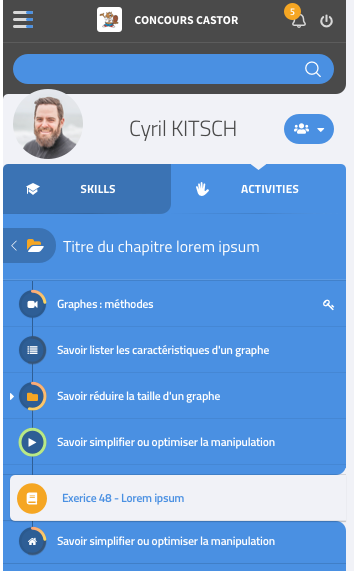 CONCOURS CASTOR
5
Cyril KITSCH
SKILLS
ACTIVITIES
Titre du chapitre lorem ipsum
Graphes : méthodes
Savoir lister les caractéristiques d'un graphe
Savoir réduire la taille d'un graphe
Savoir simplifier ou optimiser la manipulation
Exerice 48 - Lorem ipsum
Savoir simplifier ou optimiser la manipulation